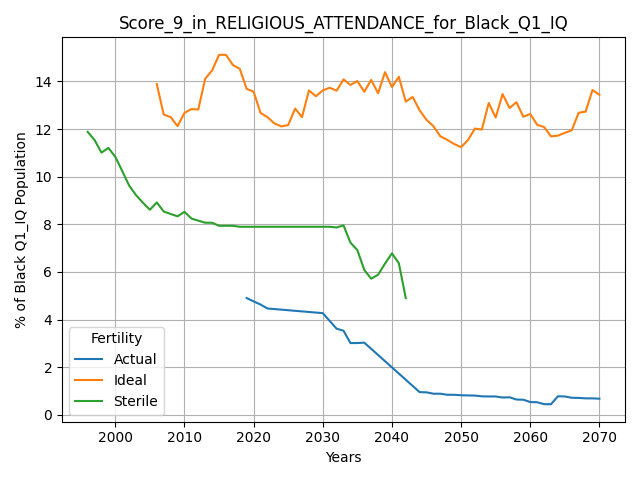 Score_9_in_RELIGIOUS_ATTENDANCE_for_Black_Q1_IQ
% of Black Q1_IQ Population
14
12
10
8
6
4
2
0
Fertility
Actual
Ideal
Sterile
2000 2010 2020 2030 2040 2050 2060 2070
Years